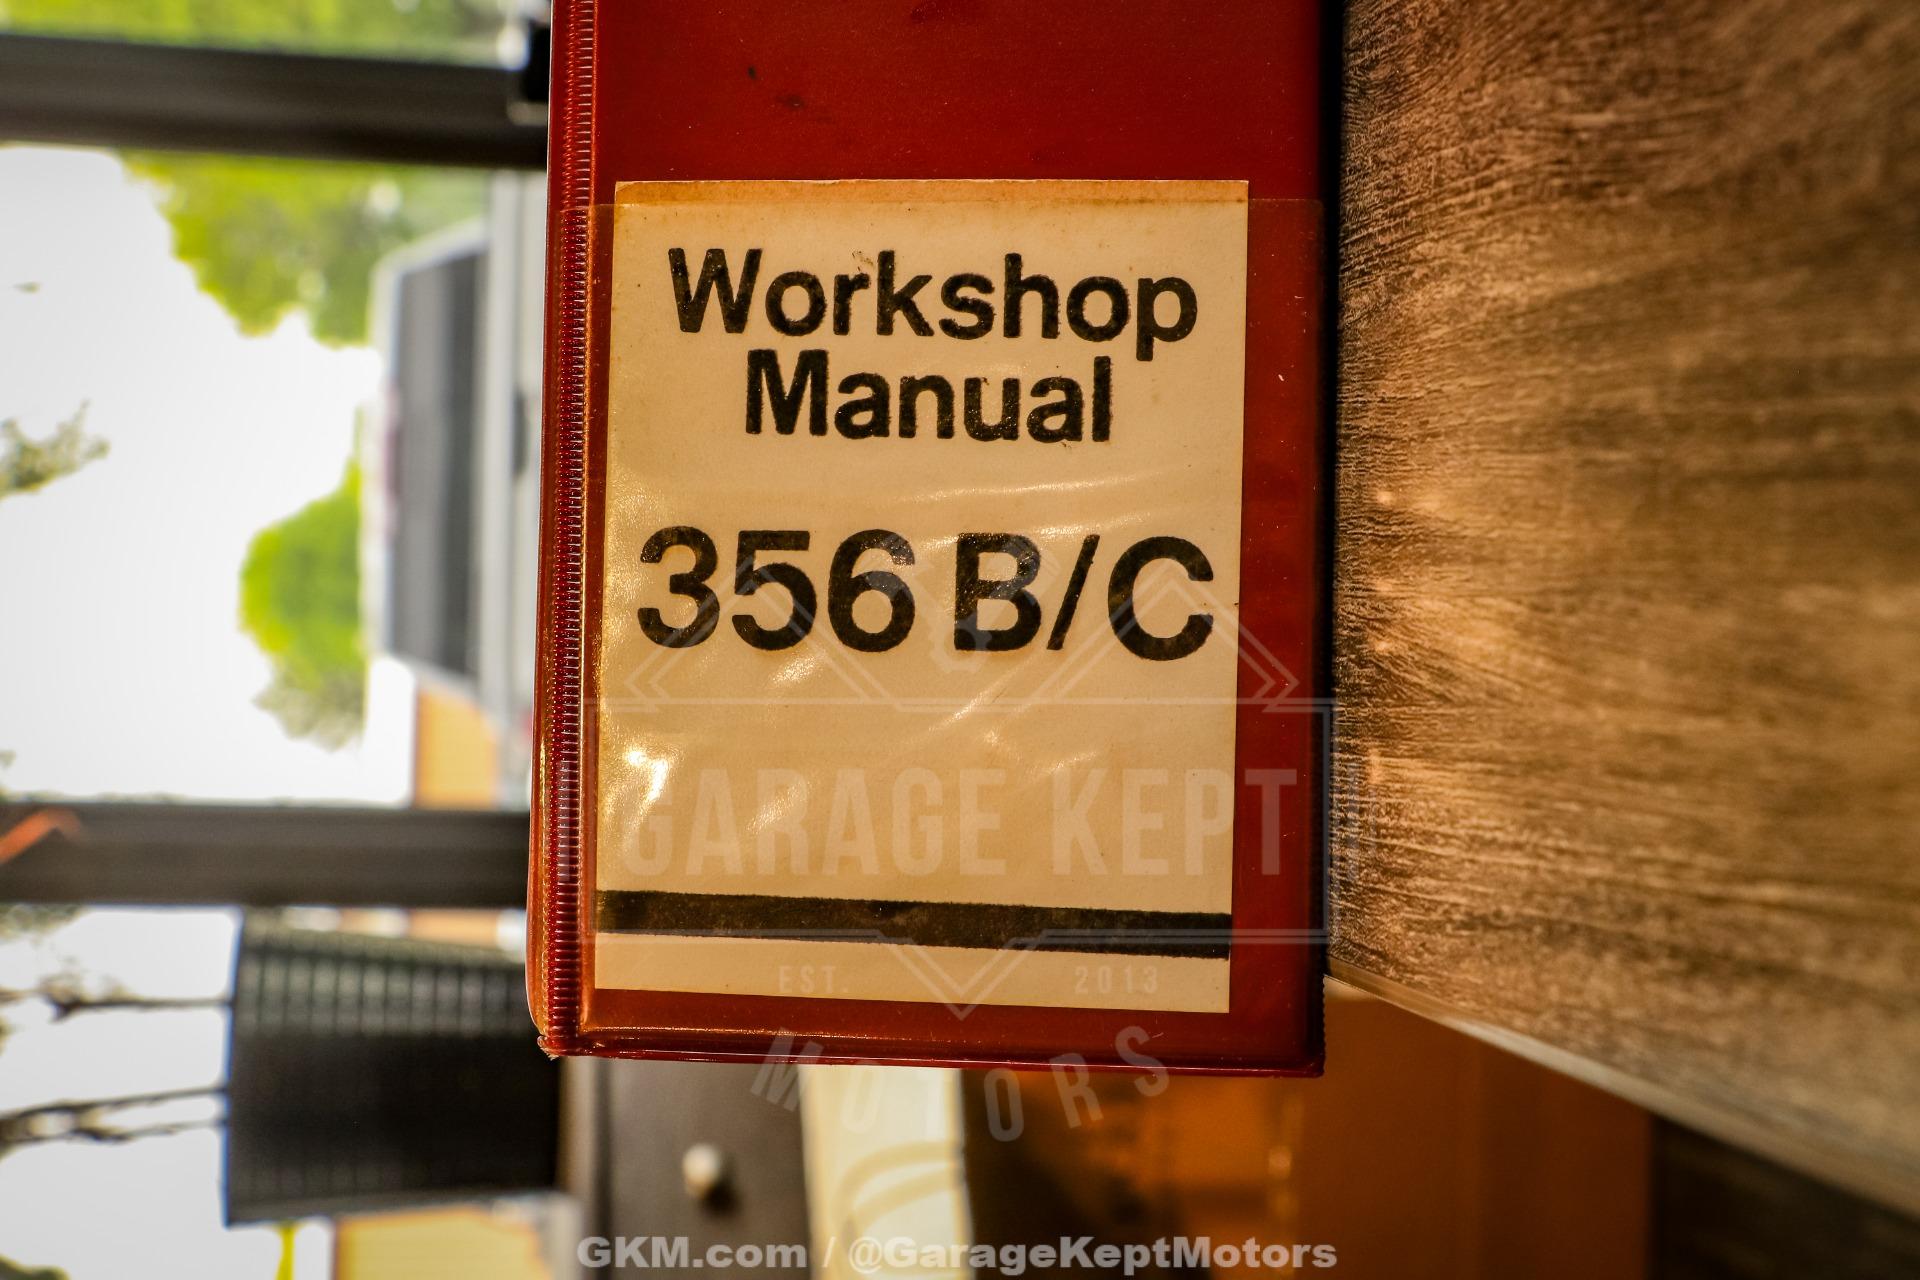 Workshop
Manual
356 B/C
GARAGE KEPT
EST. 2013
MOTORS
GKM.com / @GarageKeptMotors